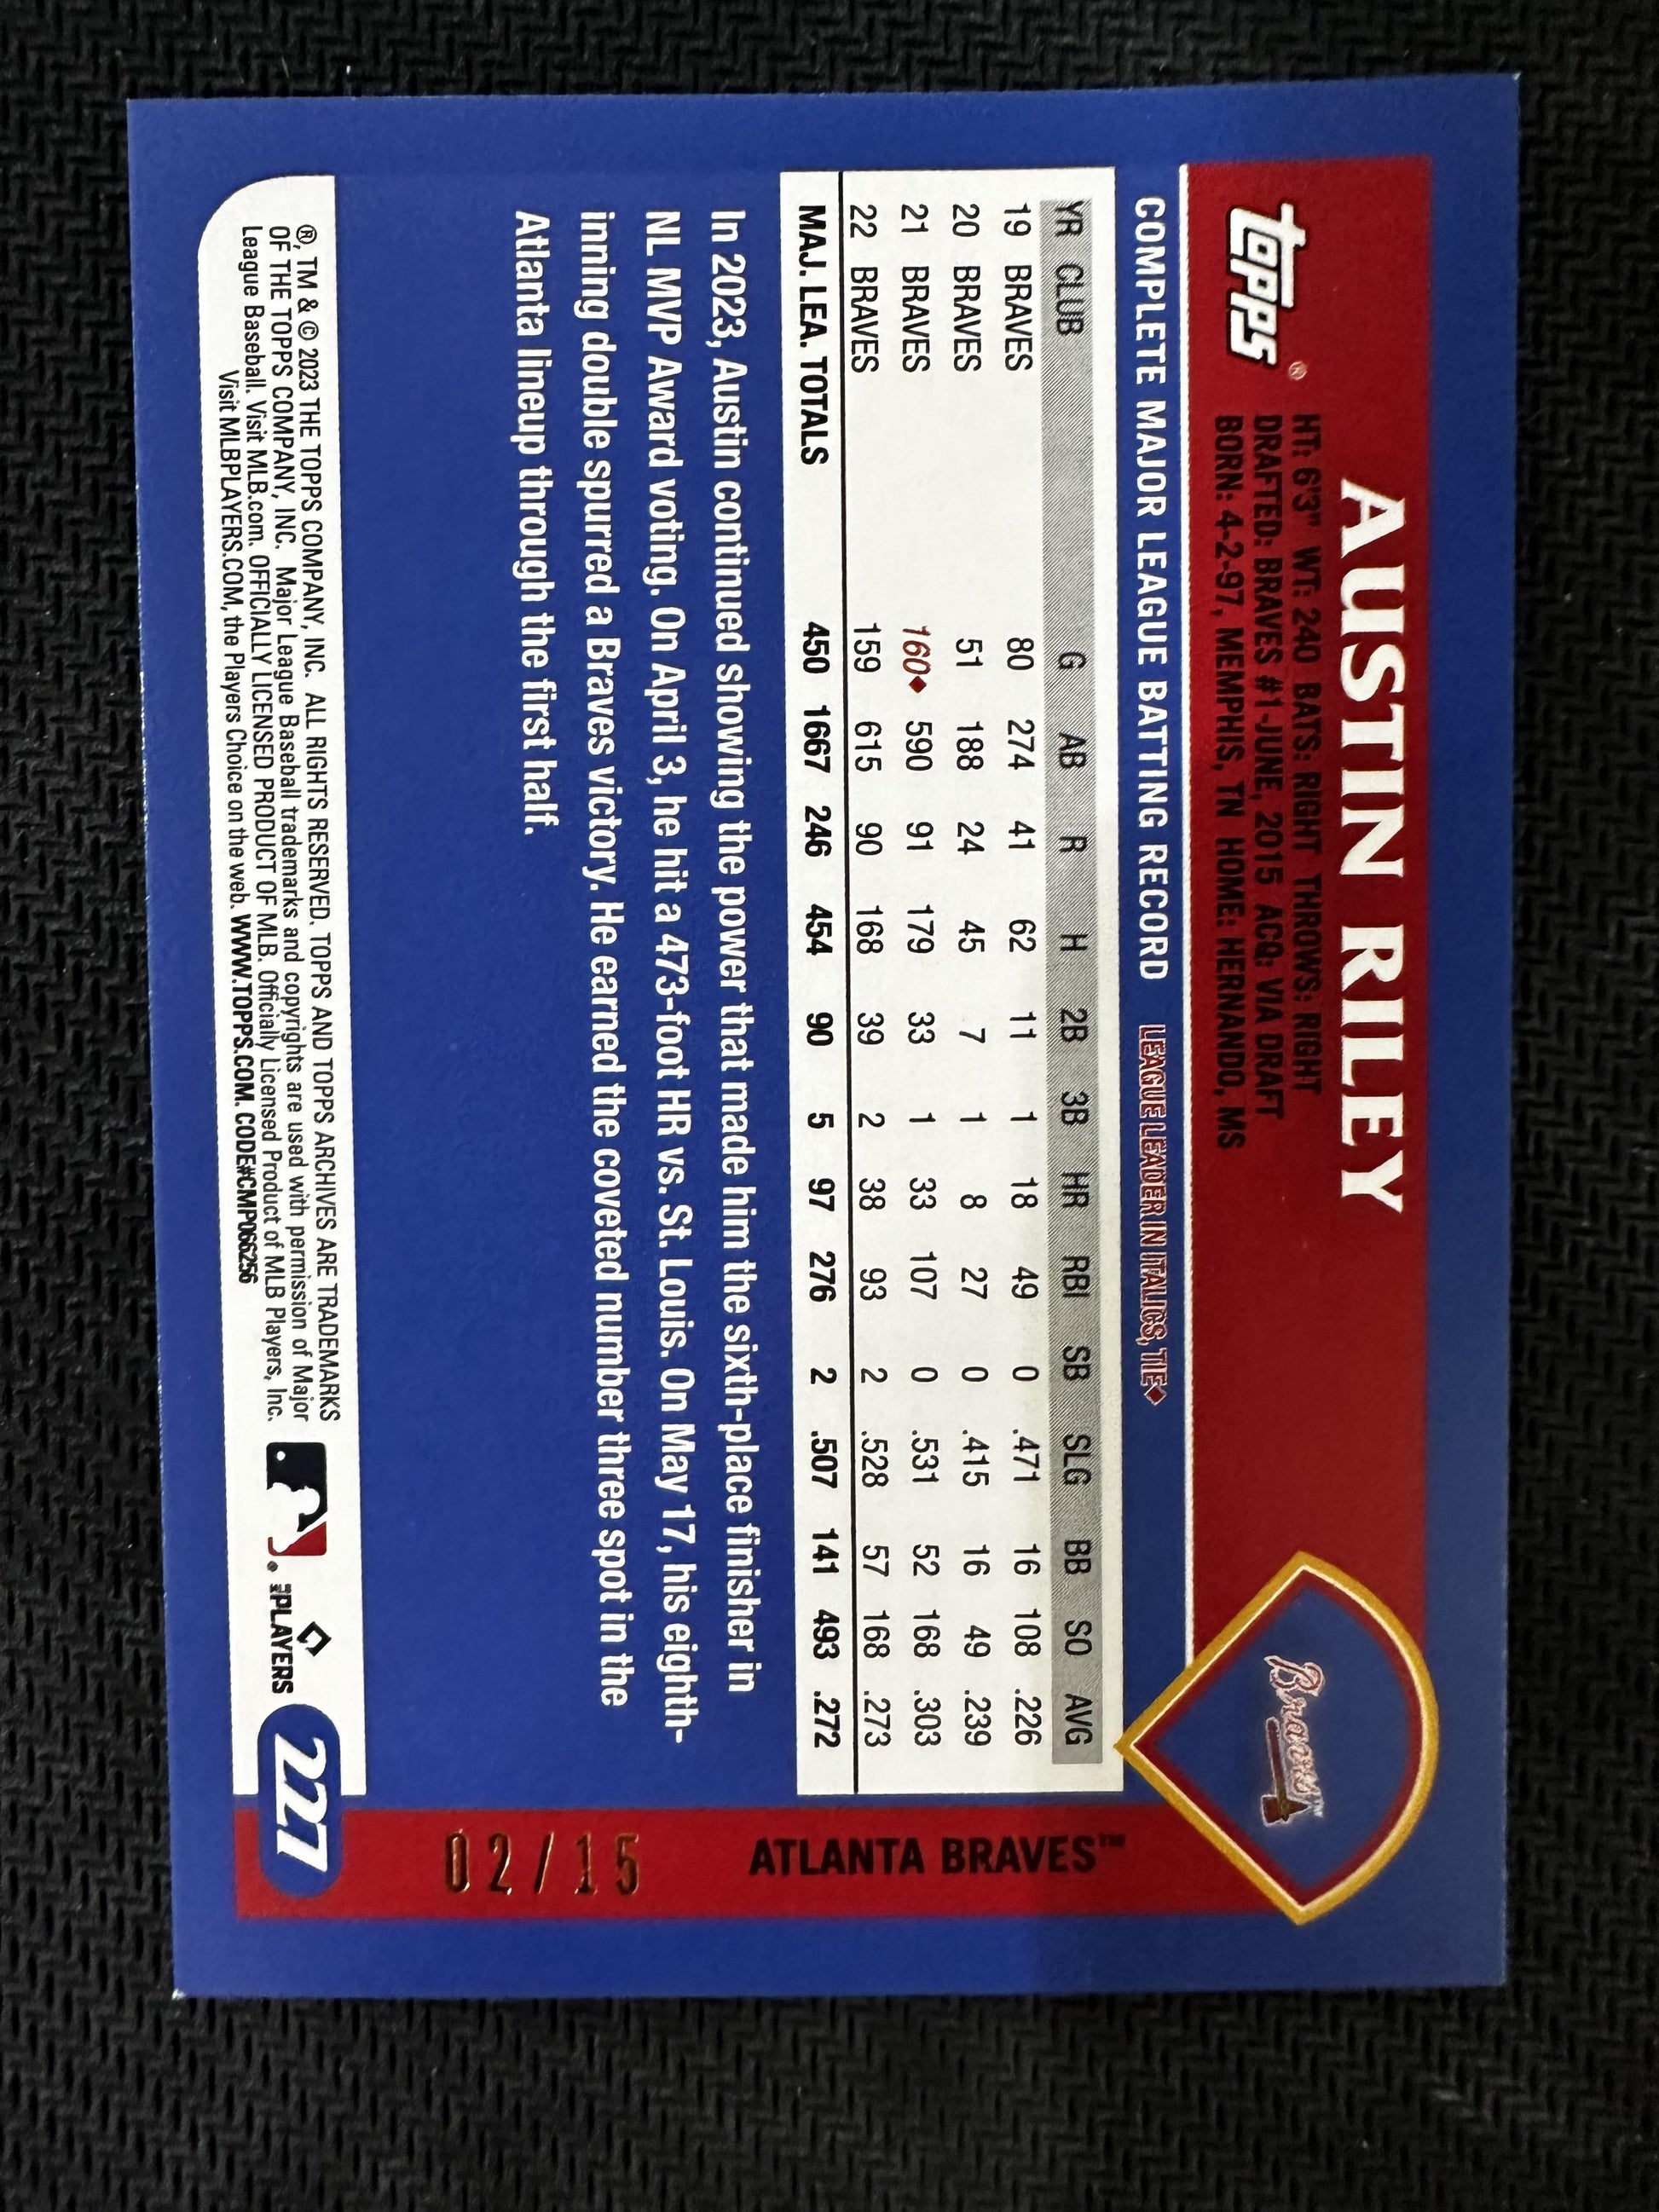 AUSTIN RILEY
topps®
HT: 6'3" WT: 240 BATS: RIGHT THROWS: RIGHT
DRAFTED: BRAVES #1-JUNE, 2015 ACQ: VIA DRAFT
BORN: 4-2-97, MEMPHIS, TN HOME: HERNANDO, MS
Braves™
COMPLETE MAJOR LEAGUE BATTING RECORD LEAGUE LEADER IN ITALICS, TIE◆
YR CLUB G AB R H 2B 3B HR RBI SB SLG BB SO AVG
19 BRAVES 80 274 41 62 11 1 18 49 0 .471 16 108 .226
20 BRAVES 51 188 24 45 7 1 8 27 0 .415 16 49 .239
21 BRAVES 160◆ 590 91 179 33 1 33 107 0 .531 52 168 .303
22 BRAVES 159 615 90 168 39 2 38 93 2 .528 57 168 .273
MAJ. LEA. TOTALS 450 1667 246 454 90 5 97 276 2 .507 141 493 .272
In 2023, Austin continued showing the power that made him the sixth-place finisher in
NL MVP Award voting. On April 3, he hit a 473-foot HR vs. St. Louis. On May 17, his eighth-
inning double spurred a Braves victory. He earned the coveted number three spot in the
Atlanta lineup through the first half.
ATLANTA BRAVES™
02/15
®, TM & © 2023 THE TOPPS COMPANY, INC. ALL RIGHTS RESERVED. TOPPS AND TOPPS ARCHIVES ARE TRADEMARKS
OF THE TOPPS COMPANY, INC. Major League Baseball trademarks and copyrights are used with permission of Major
League Baseball. Visit MLB.com. OFFICIALLY LICENSED PRODUCT OF MLB. Officially Licensed Product of MLB Players, Inc.
Visit MLBPLAYERS.COM, the Players Choice on the web. WWW.TOPPS.COM. CODE#CMP066256
PLAYERS
227